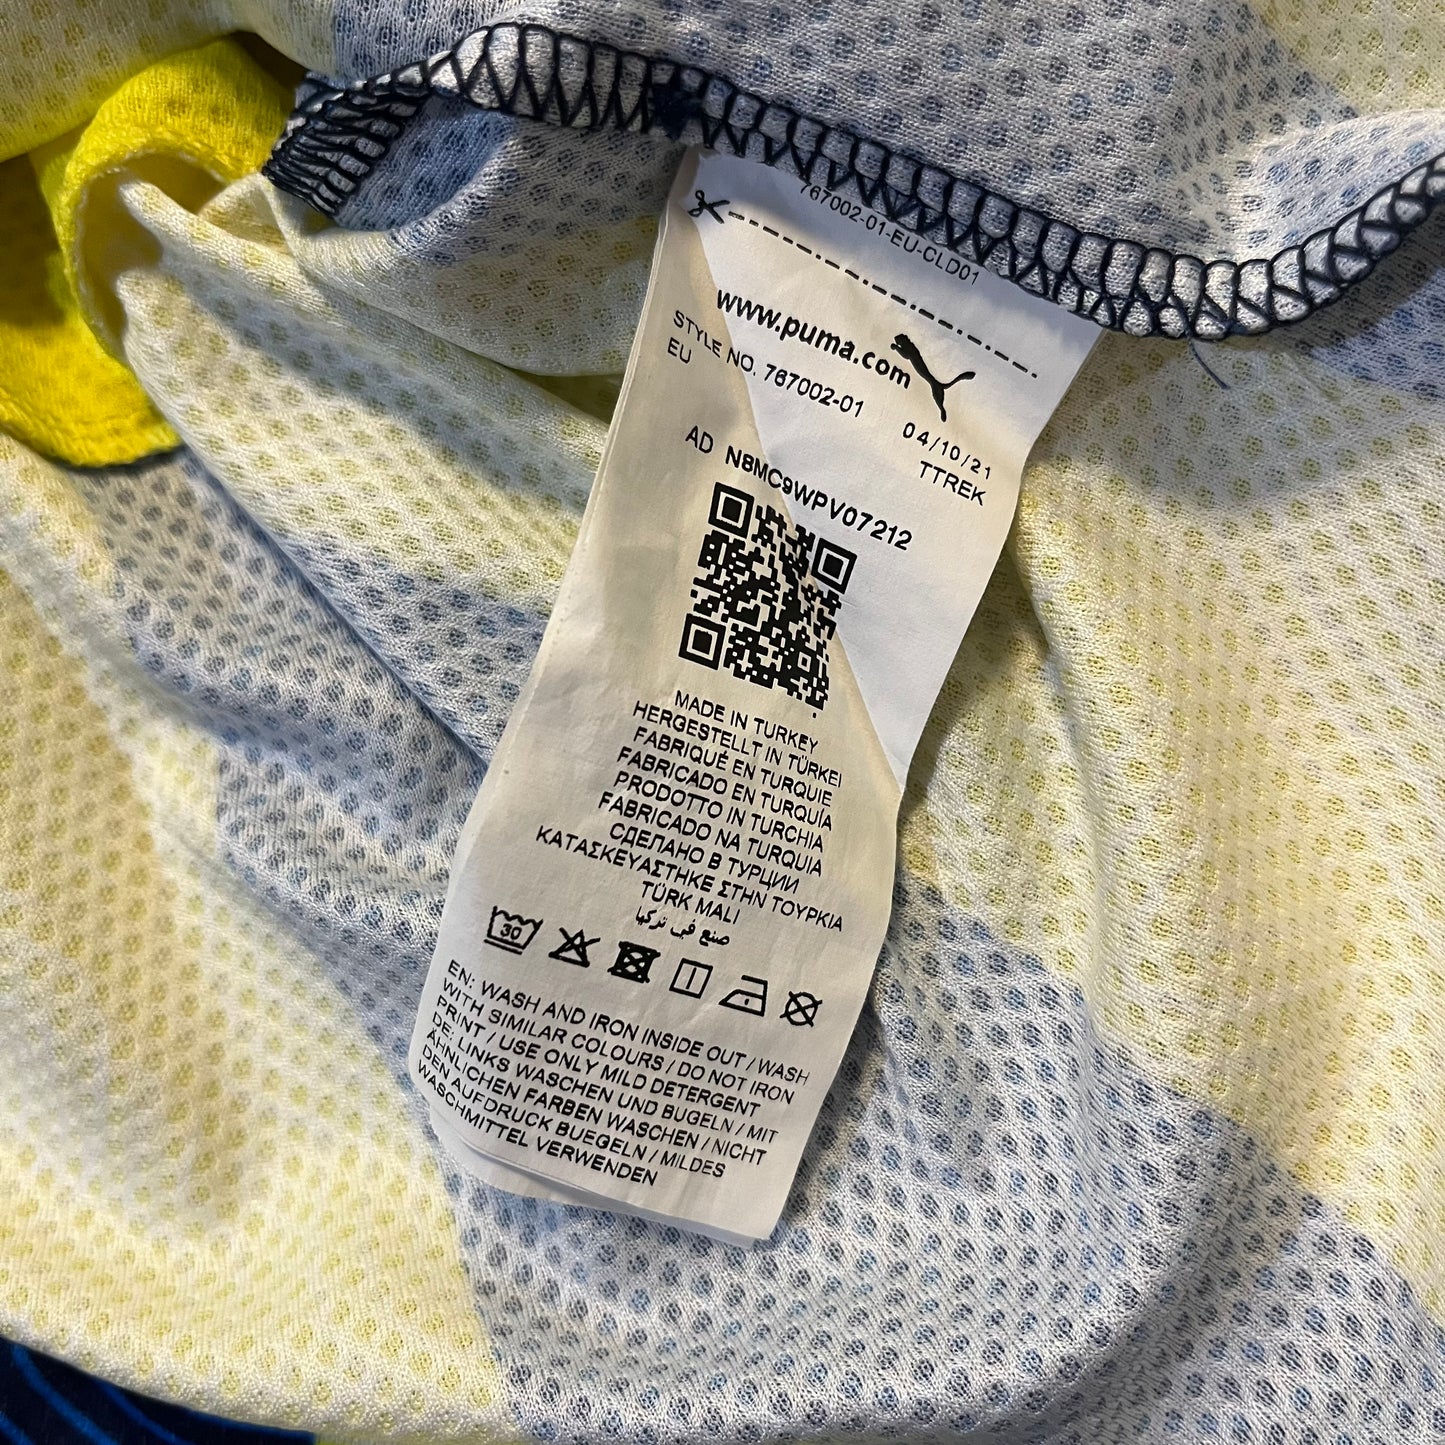 767002-01-EU-CLD01
www.puma.com
STYLE NO. 767002-01
EU
04/10/21
TTREK
AD N8MC9WPV07212
MADE IN TURKEY
HERGESTELLT IN TÜRKEI
FABRIQUÉ EN TURQUIE
FABRICADO EN TURQUÍA
PRODOTTO IN TURCHIA
FABRICADO NA TURQUIA
СДЕЛАНО В ТУРЦИИ
ΚΑΤΑΣΚΕΥΑΣΤΗΚΕ ΣΤΗΝ ΤΟΥΡΚΙΑ
TÜRK MALI
صنع في تركيا
30
EN: WASH AND IRON INSIDE OUT / WASH
WITH SIMILAR COLOURS / DO NOT IRON
PRINT / USE ONLY MILD DETERGENT
DE: LINKS WASCHEN UND BUGELN / MIT
ÄHNLICHEN FARBEN WASCHEN / NICHT
DEN AUFDRUCK BUEGELN / MILDES
WASCHMITTEL VERWENDEN